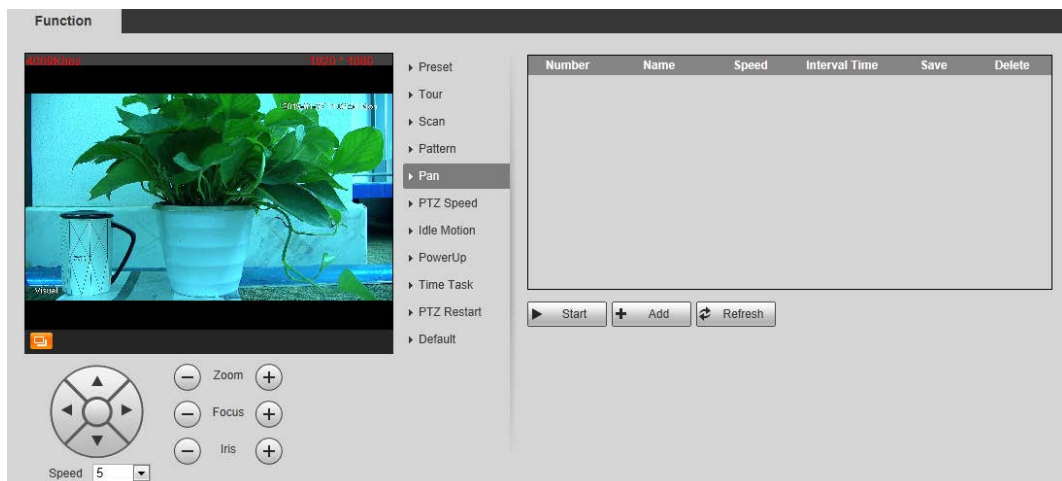 Function
4009Kbps 1920 * 1080
Visual
Preset
Tour
Scan
Pattern
Pan
PTZ Speed
Idle Motion
PowerUp
Time Task
PTZ Restart
Default
Number Name Speed Interval Time Save Delete
Start Add Refresh
Zoom
Focus
Iris
Speed 5